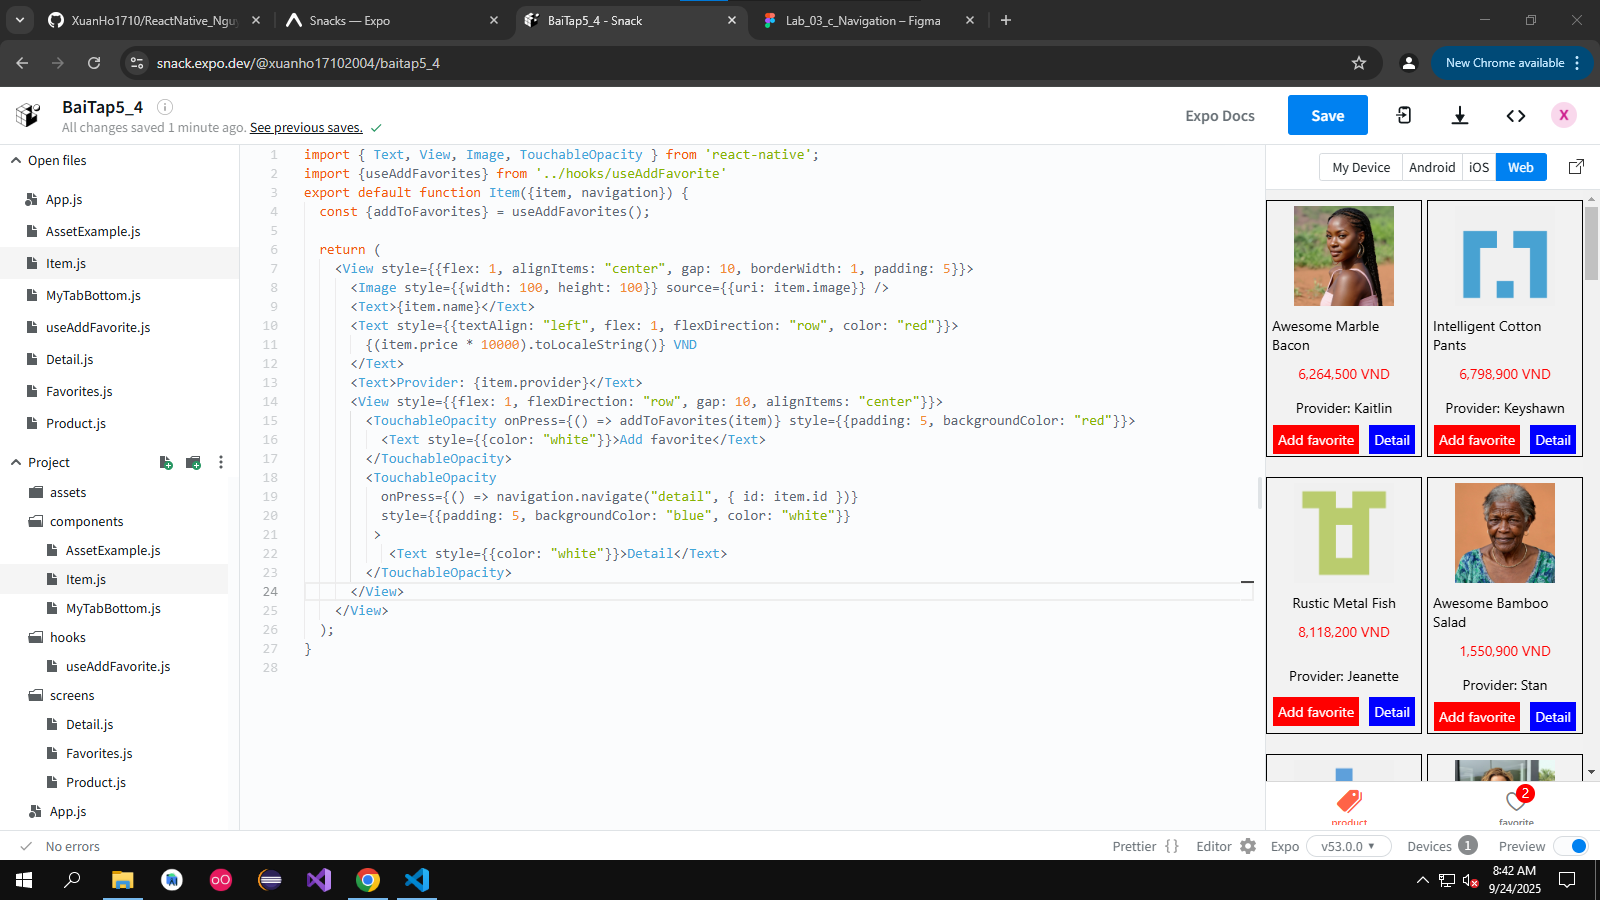 XuanHo1710/ReactNative_Nguy
Snacks — Expo
BaiTap5_4 - Snack
Lab_03_c_Navigation – Figma
snack.expo.dev/@xuanho17102004/baitap5_4
New Chrome available
BaiTap5_4
All changes saved 1 minute ago. See previous saves.
Expo Docs
Save
X
Open files
App.js
AssetExample.js
Item.js
MyTabBottom.js
useAddFavorite.js
Detail.js
Favorites.js
Product.js
Project
assets
components
AssetExample.js
Item.js
MyTabBottom.js
hooks
useAddFavorite.js
screens
Detail.js
Favorites.js
Product.js
App.js
1 import { Text, View, Image, TouchableOpacity } from 'react-native';
2 import {useAddFavorites} from '../hooks/useAddFavorite'
3 export default function Item({item, navigation}) {
4 const {addToFavorites} = useAddFavorites();
5
6 return (
7 <View style={{flex: 1, alignItems: "center", gap: 10, borderWidth: 1, padding: 5}}>
8 <Image style={{width: 100, height: 100}} source={{uri: item.image}} />
9 <Text>{item.name}</Text>
10 <Text style={{textAlign: "left", flex: 1, flexDirection: "row", color: "red"}}>
11 {(item.price * 10000).toLocaleString()} VND
12 </Text>
13 <Text>Provider: {item.provider}</Text>
14 <View style={{flex: 1, flexDirection: "row", gap: 10, alignItems: "center"}}>
15 <TouchableOpacity onPress={() => addToFavorites(item)} style={{padding: 5, backgroundColor: "red"}}>
16 <Text style={{color: "white"}}>Add favorite</Text>
17 </TouchableOpacity>
18 <TouchableOpacity
19 onPress={() => navigation.navigate("detail", { id: item.id })}
20 style={{padding: 5, backgroundColor: "blue", color: "white"}}
21 >
22 <Text style={{color: "white"}}>Detail</Text>
23 </TouchableOpacity>
24 </View>
25 </View>
26 );
27 }
28
My Device
Android
iOS
Web
Awesome Marble
Bacon
6,264,500 VND
Provider: Kaitlin
Add favorite
Detail
Intelligent Cotton
Pants
6,798,900 VND
Provider: Keyshawn
Add favorite
Detail
Rustic Metal Fish
8,118,200 VND
Provider: Jeanette
Add favorite
Detail
Awesome Bamboo
Salad
1,550,900 VND
Provider: Stan
Add favorite
Detail
product
2
favorite
No errors
Prettier { }
Editor
Expo
v53.0.0
Devices 1
Preview
8:42 AM
9/24/2025